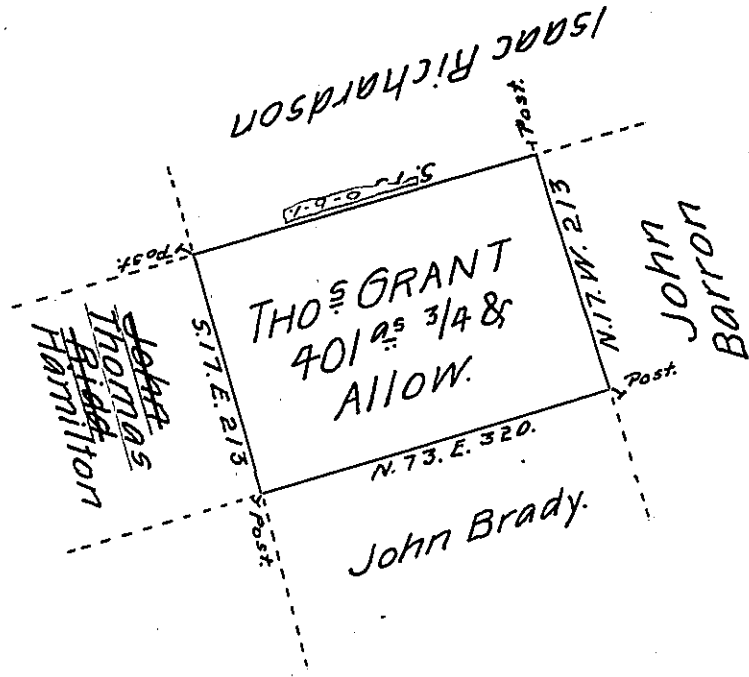 Isaac Richardson
Post.
S.
Post.
THOS GRANT
401 as 3/4 &
Allow.
N.17.W. 213
John
Barron
S.17.E. 213
John
Thomas
Ridd
Hamilton
Post.
N. 73. E. 320.
Post.
John Brady.